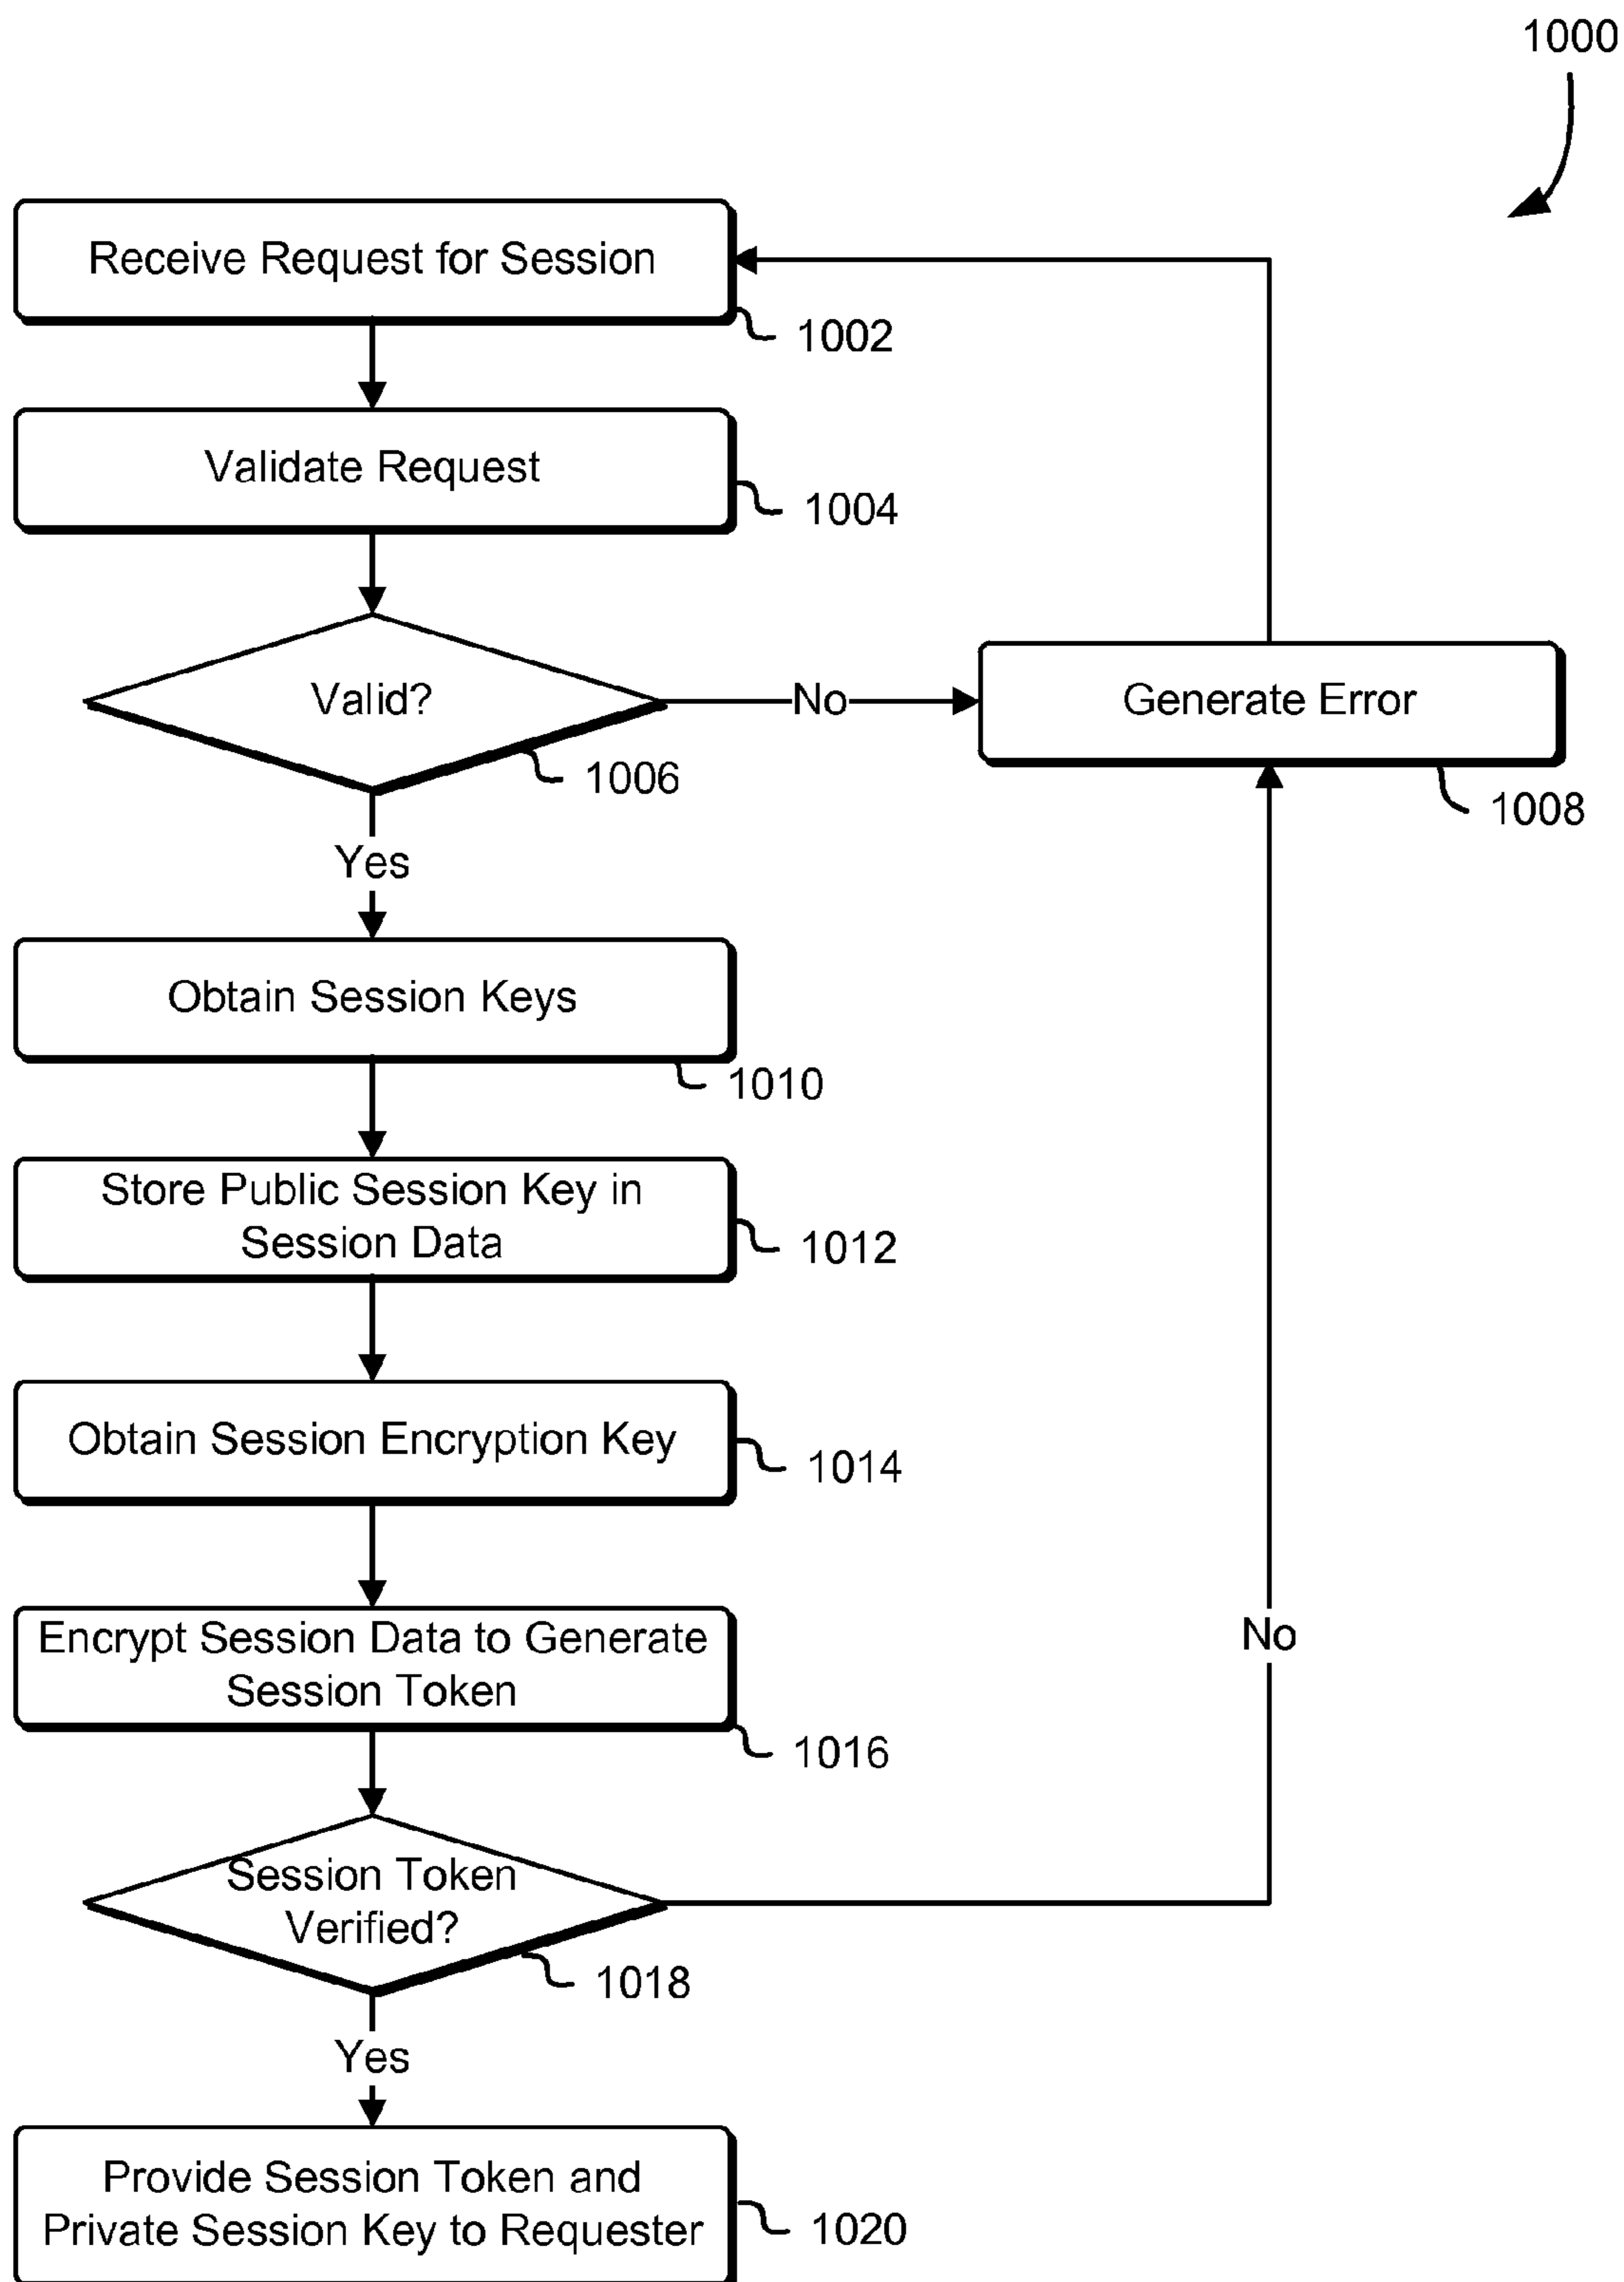 1000
Receive Request for Session
1002
Validate Request
1004
Valid?
No
Generate Error
1006
1008
Yes
Obtain Session Keys
1010
Store Public Session Key in
Session Data
1012
Obtain Session Encryption Key
1014
Encrypt Session Data to Generate
Session Token
No
1016
Session Token
Verified?
1018
Yes
Provide Session Token and
Private Session Key to Requester
1020